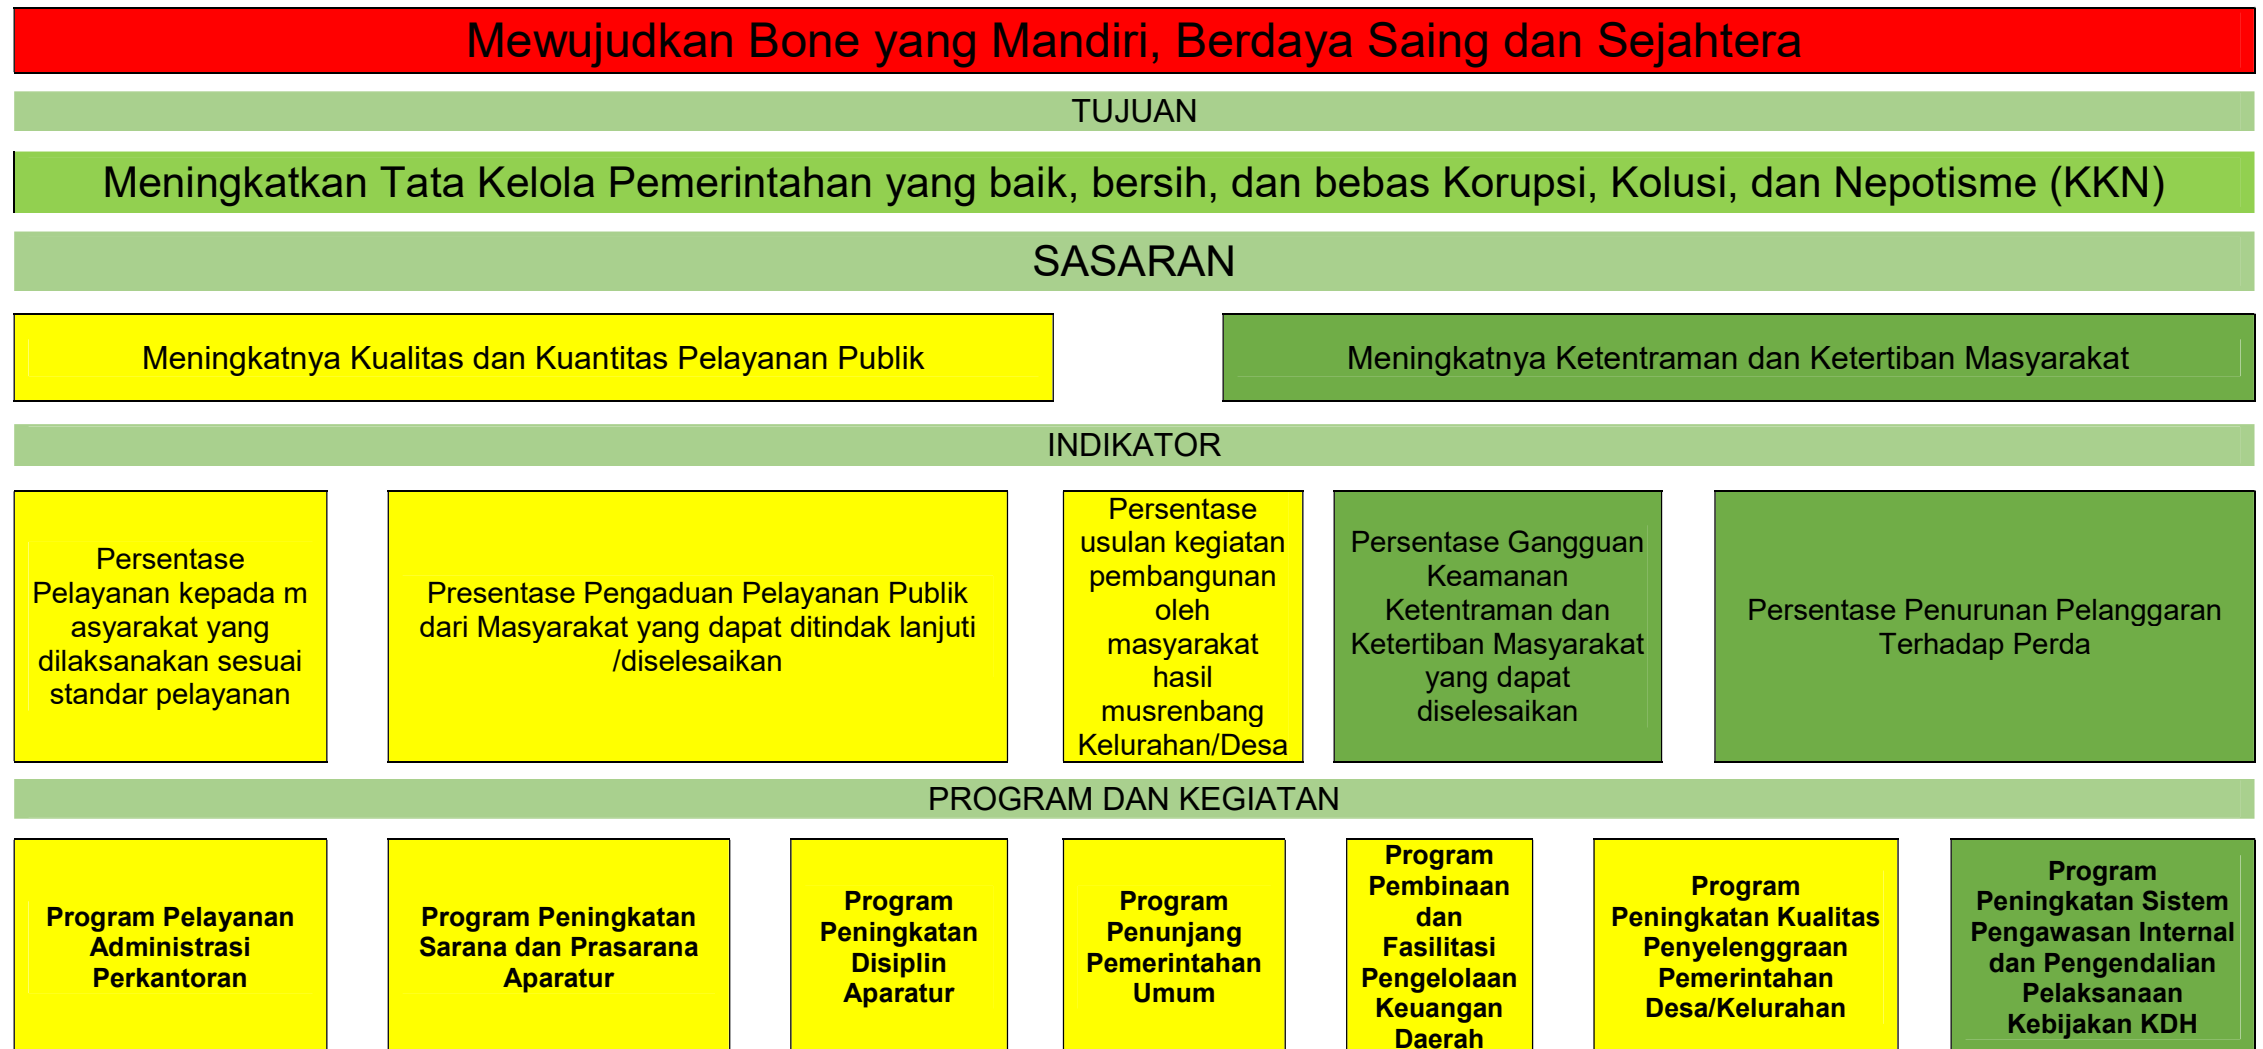 Mewujudkan Bone yang Mandiri, Berdaya Saing dan Sejahtera
TUJUAN
Meningkatkan Tata Kelola Pemerintahan yang baik, bersih, dan bebas Korupsi, Kolusi, dan Nepotisme (KKN)
SASARAN
Meningkatnya Kualitas dan Kuantitas Pelayanan Publik
Meningkatnya Ketentraman dan Ketertiban Masyarakat
INDIKATOR
Persentase
Pelayanan kepada m
asyarakat yang
dilaksanakan sesuai
standar pelayanan
Presentase Pengaduan Pelayanan Publik
dari Masyarakat yang dapat ditindak lanjuti
/diselesaikan
Persentase
usulan kegiatan
pembangunan
oleh
masyarakat
hasil
musrenbang
Kelurahan/Desa
Persentase Gangguan
Keamanan
Ketentraman dan
Ketertiban Masyarakat
yang dapat
diselesaikan
Persentase Penurunan Pelanggaran
Terhadap Perda
PROGRAM DAN KEGIATAN
Program Pelayanan
Administrasi
Perkantoran
Program Peningkatan
Sarana dan Prasarana
Aparatur
Program
Peningkatan
Disiplin
Aparatur
Program
Penunjang
Pemerintahan
Umum
Program
Pembinaan
dan
Fasilitasi
Pengelolaan
Keuangan
Daerah
Program
Peningkatan Kualitas
Penyelenggraan
Pemerintahan
Desa/Kelurahan
Program
Peningkatan Sistem
Pengawasan Internal
dan Pengendalian
Pelaksanaan
Kebijakan KDH